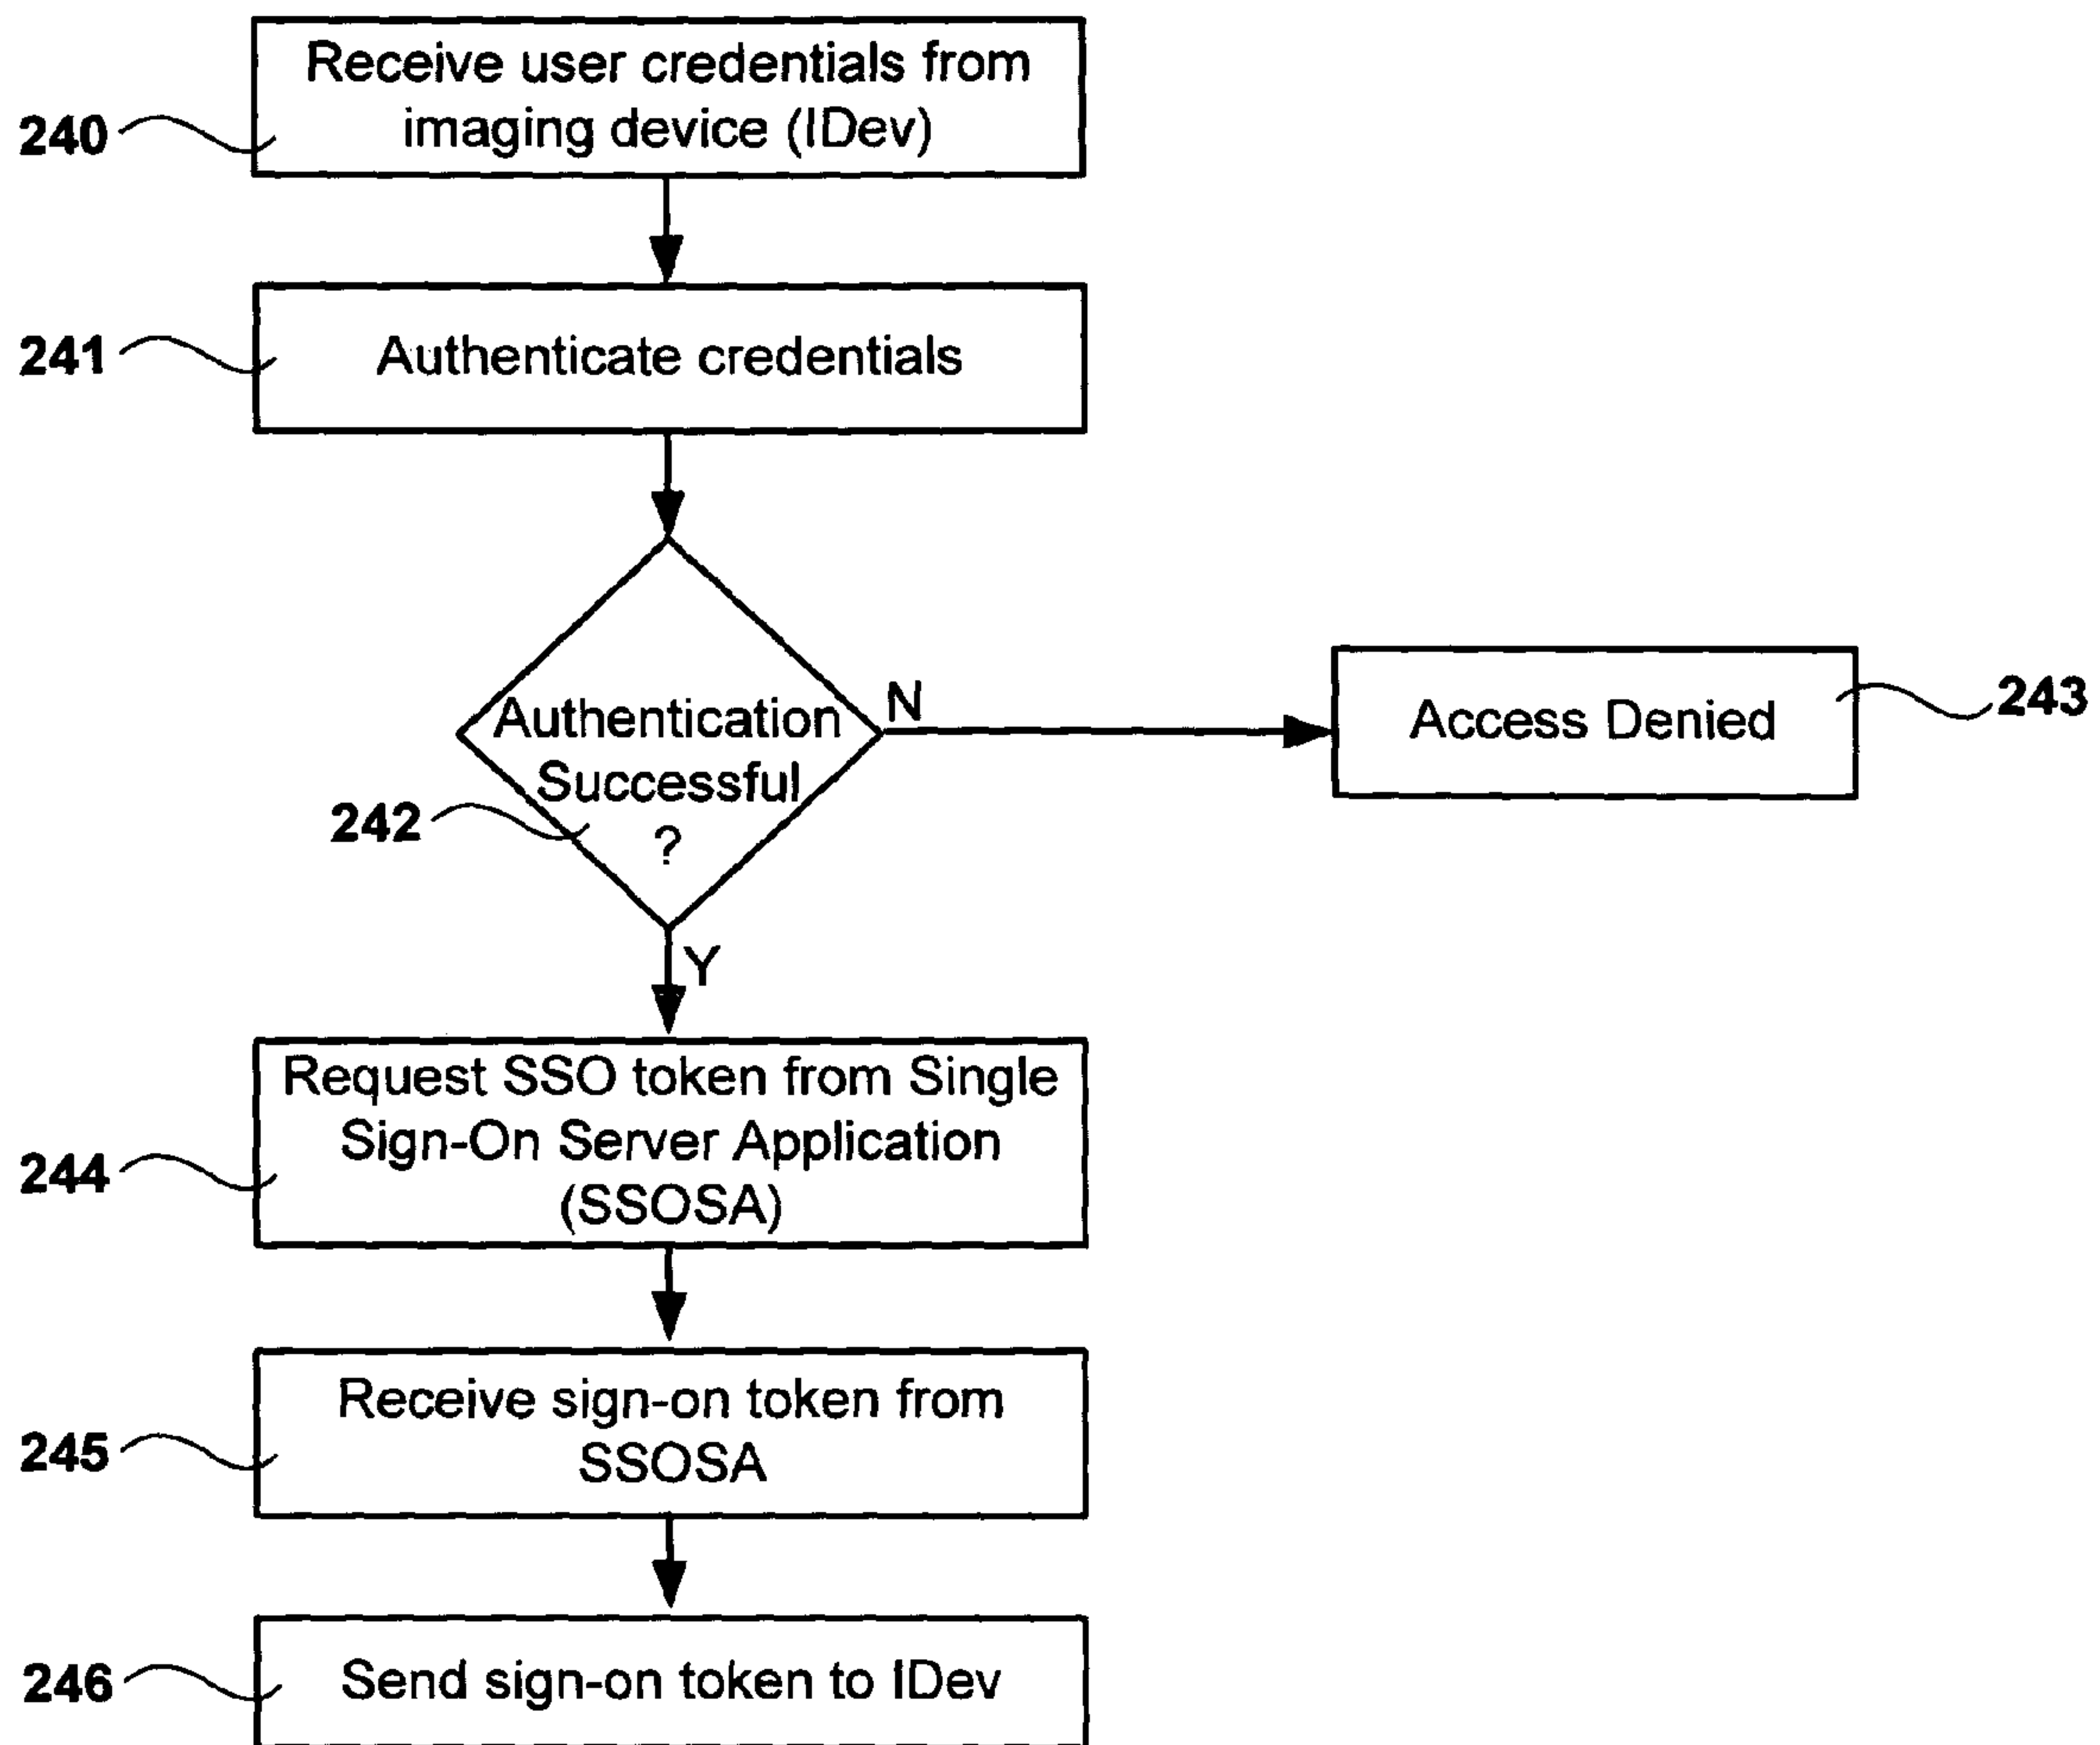 Receive user credentials from
imaging device (IDev)
240
Authenticate credentials
241
Authentication
Successful
?
242
N
Access Denied
243
Y
Request SSO token from Single
Sign-On Server Application
(SSOSA)
244
Receive sign-on token from
SSOSA
245
Send sign-on token to IDev
246